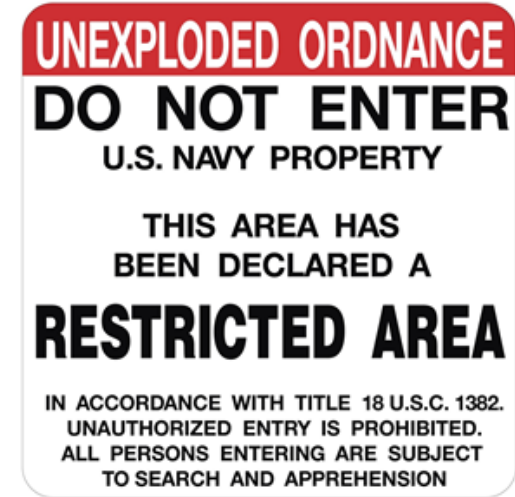 UNEXPLODED ORDNANCE
DO NOT ENTER
U.S. NAVY PROPERTY
THIS AREA HAS
BEEN DECLARED A
RESTRICTED AREA
IN ACCORDANCE WITH TITLE 18 U.S.C. 1382.
UNAUTHORIZED ENTRY IS PROHIBITED.
ALL PERSONS ENTERING ARE SUBJECT
TO SEARCH AND APPREHENSION